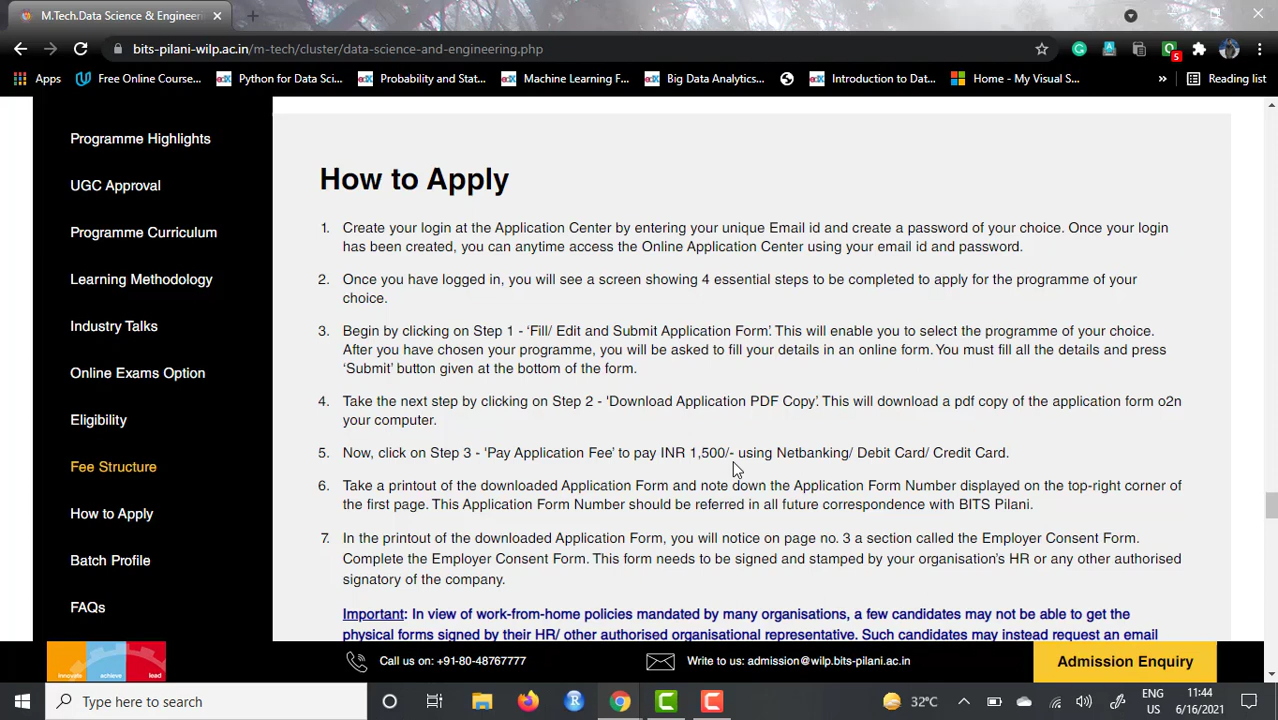 M.Tech.Data Science & Engineerin
bits-pilani-wilp.ac.in/m-tech/cluster/data-science-and-engineering.php
Apps
Free Online Course...
Python for Data Sci...
Probability and Stat...
Machine Learning F...
Big Data Analytics...
Introduction to Dat...
Home - My Visual S...
Reading list
5
Programme Highlights
UGC Approval
Programme Curriculum
Learning Methodology
Industry Talks
Online Exams Option
Eligibility
Fee Structure
How to Apply
Batch Profile
FAQs
How to Apply
1. Create your login at the Application Center by entering your unique Email id and create a password of your choice. Once your login
has been created, you can anytime access the Online Application Center using your email id and password.
2. Once you have logged in, you will see a screen showing 4 essential steps to be completed to apply for the programme of your
choice.
3. Begin by clicking on Step 1 - ‘Fill/ Edit and Submit Application Form’. This will enable you to select the programme of your choice.
After you have chosen your programme, you will be asked to fill your details in an online form. You must fill all the details and press
‘Submit’ button given at the bottom of the form.
4. Take the next step by clicking on Step 2 - ‘Download Application PDF Copy’. This will download a pdf copy of the application form o2n
your computer.
5. Now, click on Step 3 - ‘Pay Application Fee’ to pay INR 1,500/- using Netbanking/ Debit Card/ Credit Card.
6. Take a printout of the downloaded Application Form and note down the Application Form Number displayed on the top-right corner of
the first page. This Application Form Number should be referred in all future correspondence with BITS Pilani.
7. In the printout of the downloaded Application Form, you will notice on page no. 3 a section called the Employer Consent Form.
Complete the Employer Consent Form. This form needs to be signed and stamped by your organisation’s HR or any other authorised
signatory of the company.
Important: In view of work-from-home policies mandated by many organisations, a few candidates may not be able to get the
physical forms signed by their HR/ other authorised organisational representative. Such candidates may instead request an email
innovate achieve lead
Call us on: +91-80-48767777
Write to us: admission@wilp.bits-pilani.ac.in
Admission Enquiry
Type here to search
32°C
ENG
US
11:44
6/16/2021